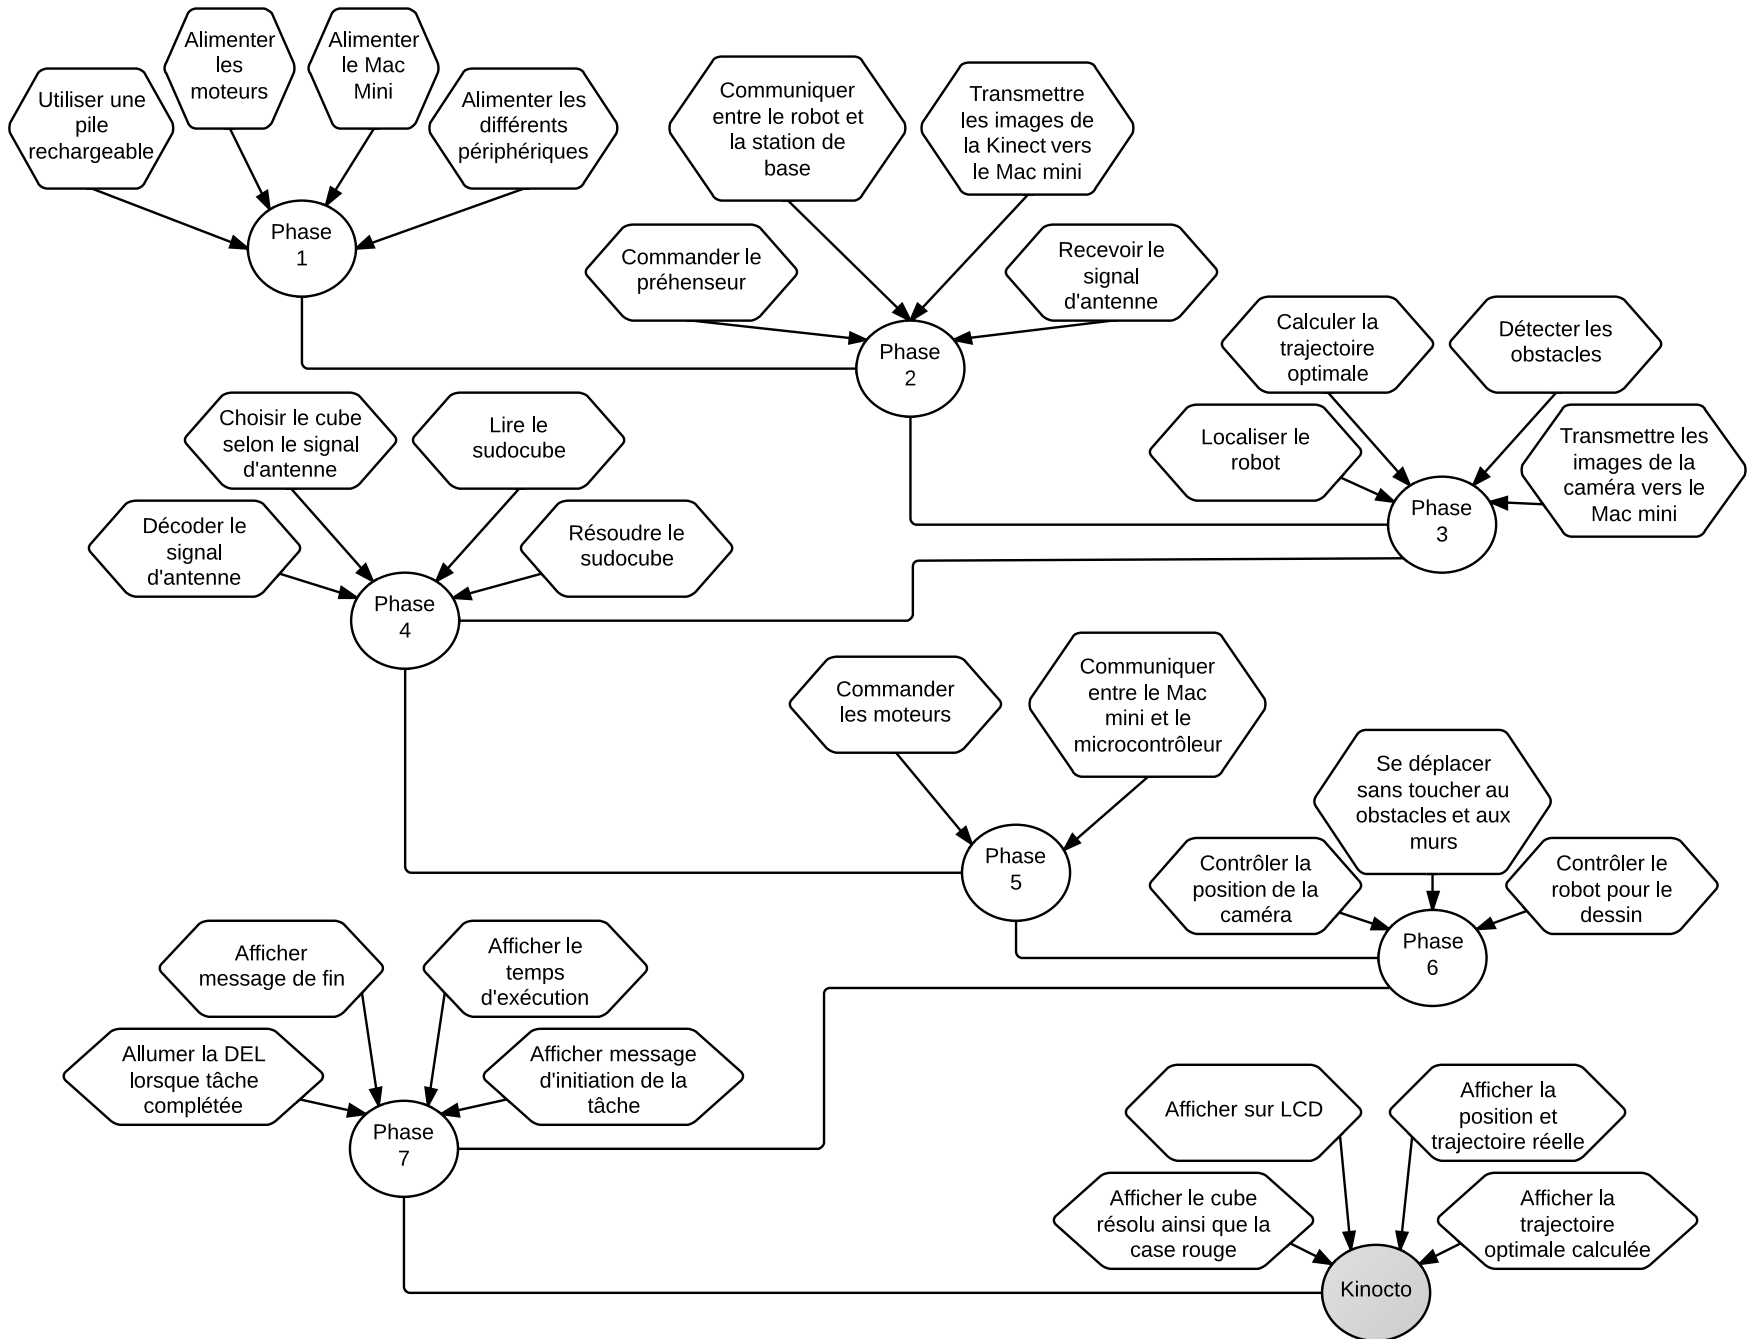 Utiliser une
pile
rechargeable
Alimenter
les
moteurs
Alimenter
le Mac
Mini
Alimenter les
différents
périphériques
Phase
1
Commander le
préhenseur
Communiquer
entre le robot et
la station de
base
Transmettre
les images de
la Kinect vers
le Mac mini
Recevoir le
signal
d'antenne
Phase
2
Localiser le
robot
Calculer la
trajectoire
optimale
Détecter les
obstacles
Transmettre les
images de la
caméra vers le
Mac mini
Phase
3
Décoder le
signal
d'antenne
Choisir le cube
selon le signal
d'antenne
Lire le
sudocube
Résoudre le
sudocube
Phase
4
Commander
les moteurs
Communiquer
entre le Mac
mini et le
microcontrôleur
Phase
5
Contrôler la
position de la
caméra
Se déplacer
sans toucher au
obstacles et aux
murs
Contrôler le
robot pour le
dessin
Phase
6
Allumer la DEL
lorsque tâche
complétée
Afficher
message de fin
Afficher le
temps
d'exécution
Afficher message
d'initiation de la
tâche
Phase
7
Afficher le cube
résolu ainsi que la
case rouge
Afficher sur LCD
Afficher la
position et
trajectoire réelle
Afficher la
trajectoire
optimale calculée
Kinocto